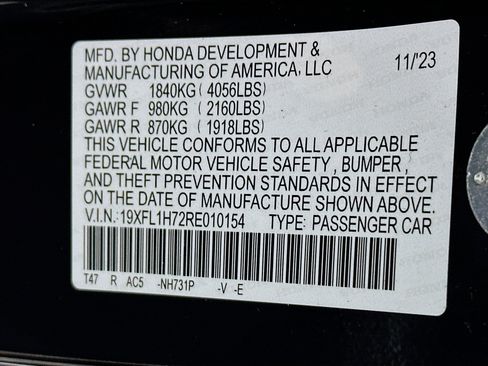 MFD. BY HONDA DEVELOPMENT &
MANUFACTURING OF AMERICA, LLC 11/'23
GVWR 1840KG ( 4056LBS )
GAWR F 980KG ( 2160LBS )
GAWR R 870KG ( 1918LBS )
THIS VEHICLE CONFORMS TO ALL APPLICABLE
FEDERAL MOTOR VEHICLE SAFETY , BUMPER ,
AND THEFT PREVENTION STANDARDS IN EFFECT
ON THE DATE OF MANUFACTURE SHOWN ABOVE.
V.I.N.:19XFL1H72RE010154 TYPE: PASSENGER CAR
T47 R AC5 -NH731P -V -E